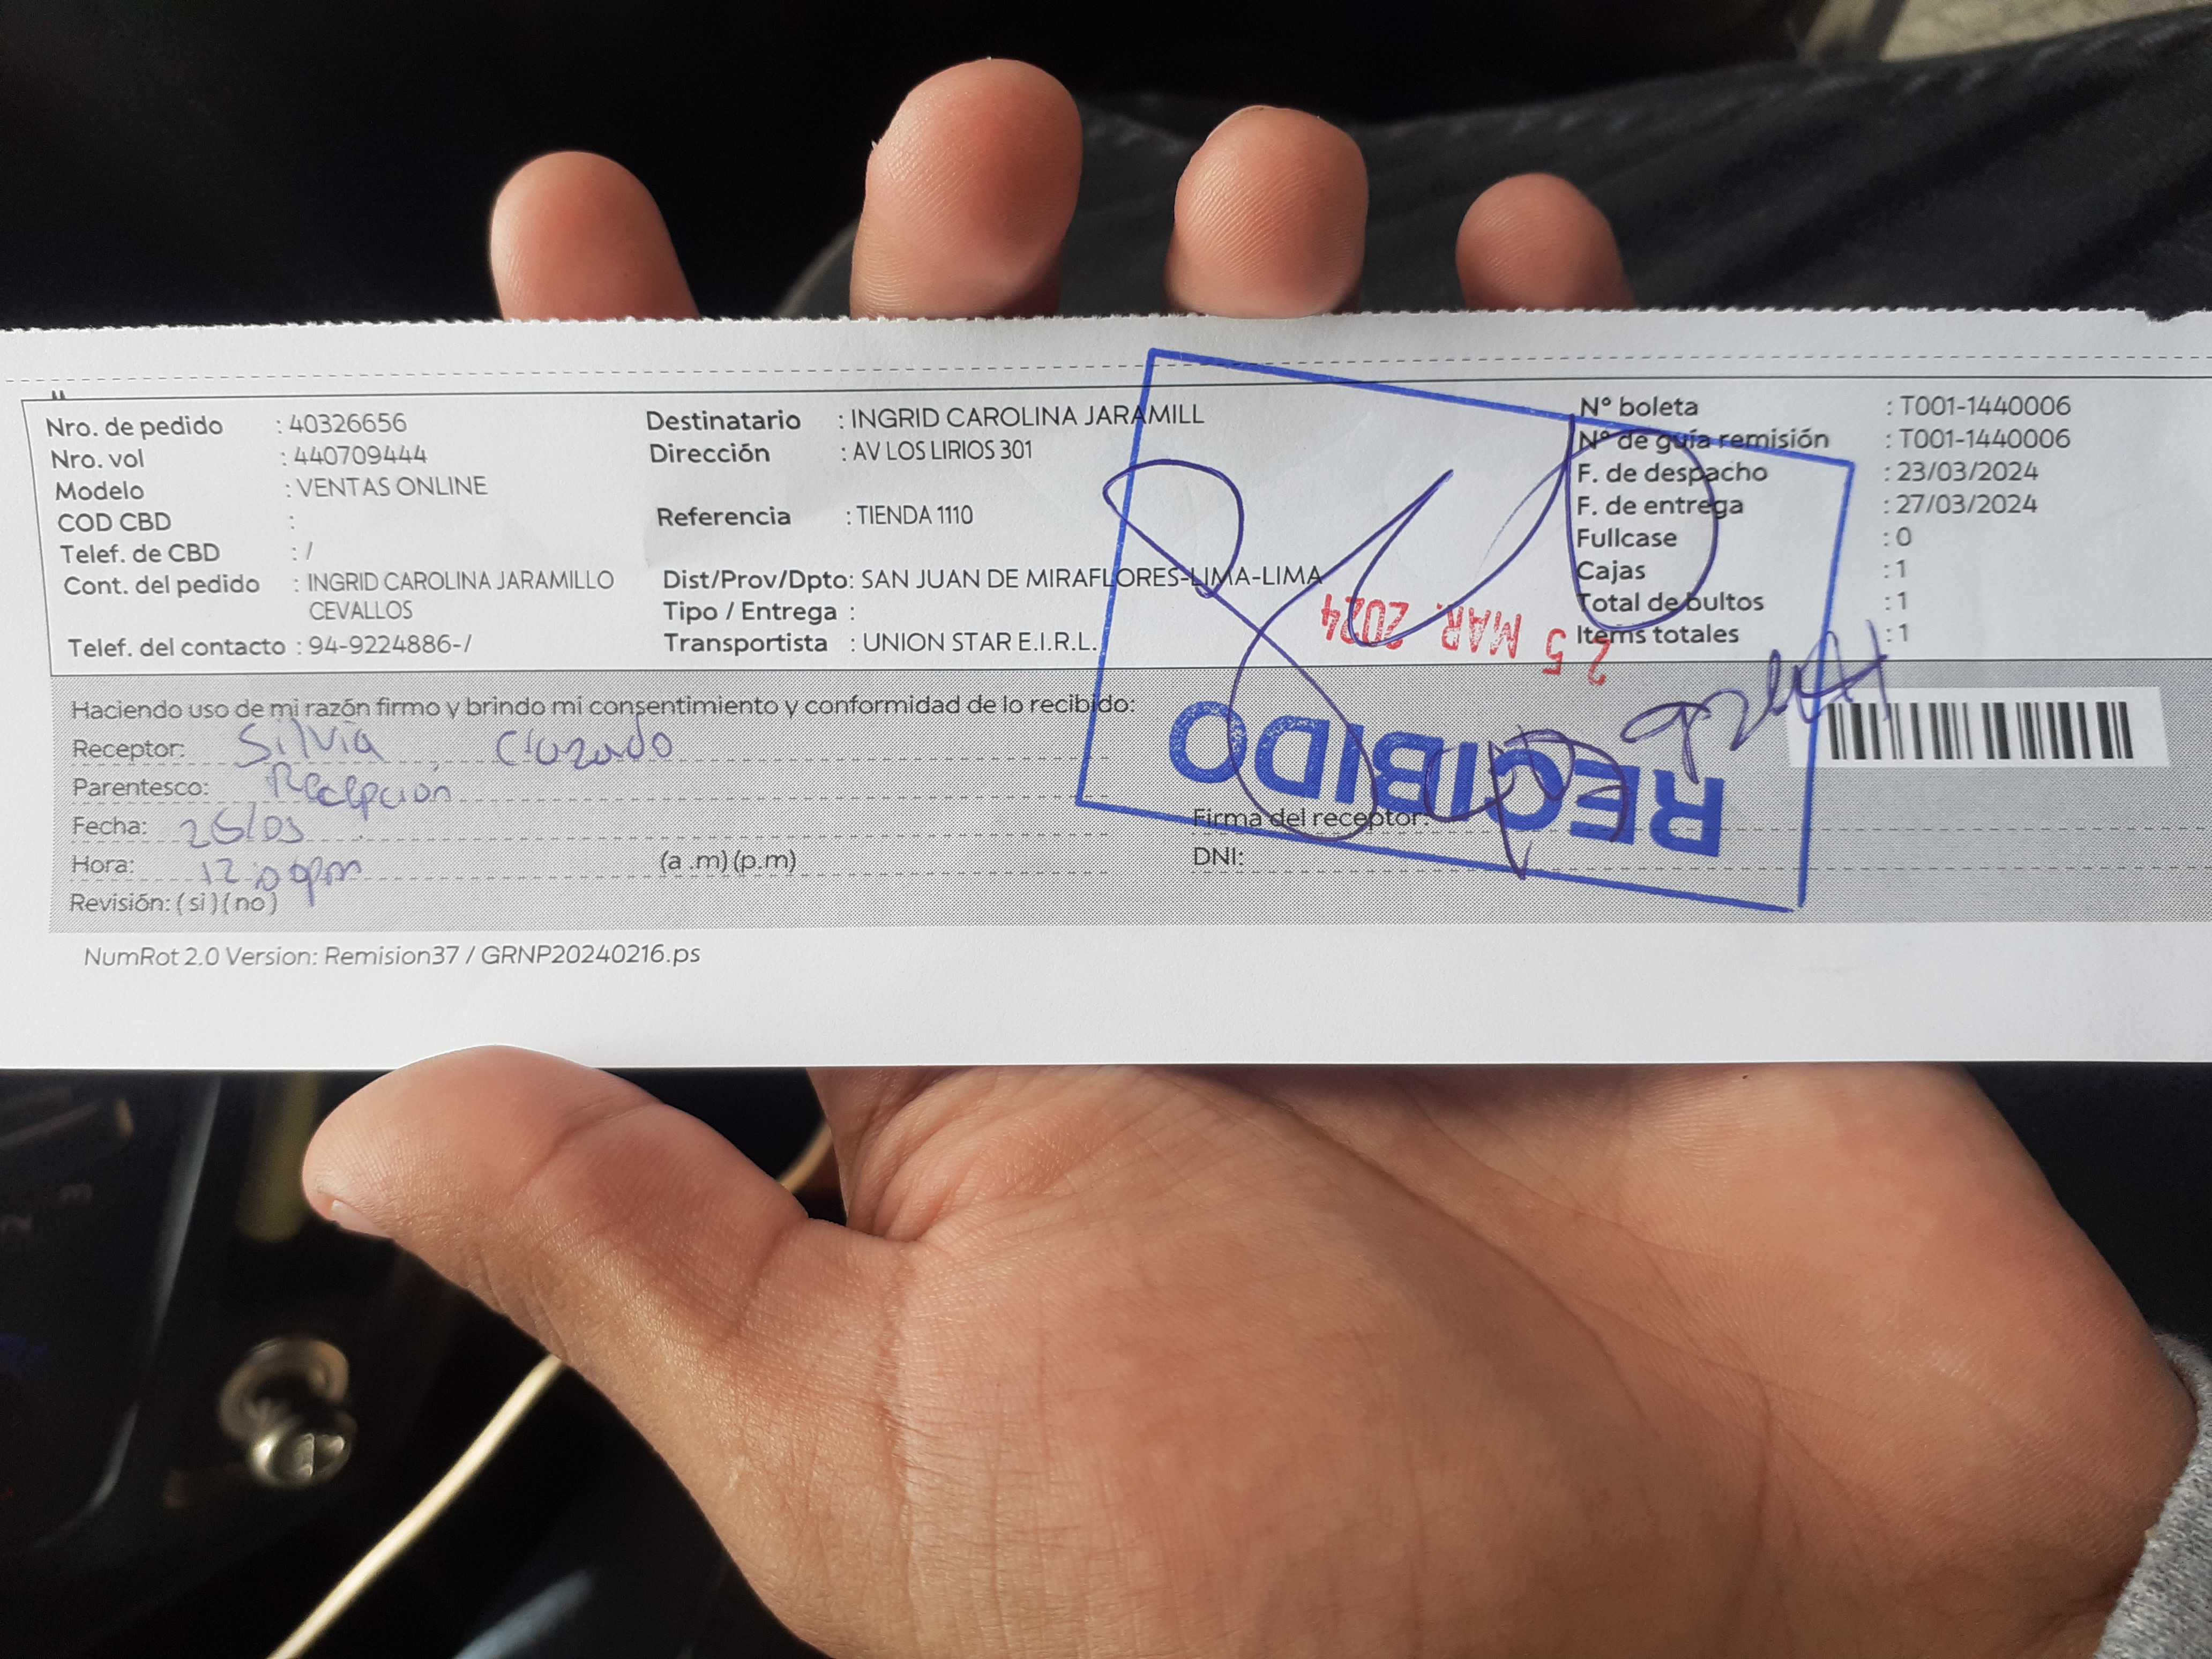 Nro. de pedido : 40326656
Nro. vol : 440709444
Modelo : VENTAS ONLINE
COD CBD :
Telef. de CBD : /
Cont. del pedido : INGRID CAROLINA JARAMILLO
CEVALLOS
Telef. del contacto : 94-9224886-/
Destinatario : INGRID CAROLINA JARAMILL
Dirección : AV LOS LIRIOS 301
Referencia : TIENDA 1110
Dist/Prov/Dpto: SAN JUAN DE MIRAFLORES-LIMA-LIMA
Tipo / Entrega :
Transportista : UNION STAR E.I.R.L.
N° boleta : T001-1440006
N° de guía remisión : T001-1440006
F. de despacho : 23/03/2024
F. de entrega : 27/03/2024
Fullcase : 0
Cajas : 1
Total de bultos : 1
Items totales : 1
25 MAR. 2024
RECIBIDO
Haciendo uso de mi razón firmo y brindo mi consentimiento y conformidad de lo recibido:
Receptor: Silvia
Parentesco: Recepción
Fecha:
Hora: 12:00pm (a .m) (p.m)
Revisión: ( si ) ( no )
Firma del receptor:
DNI:
NumRot 2.0 Version: Remision37 / GRNP20240216.ps